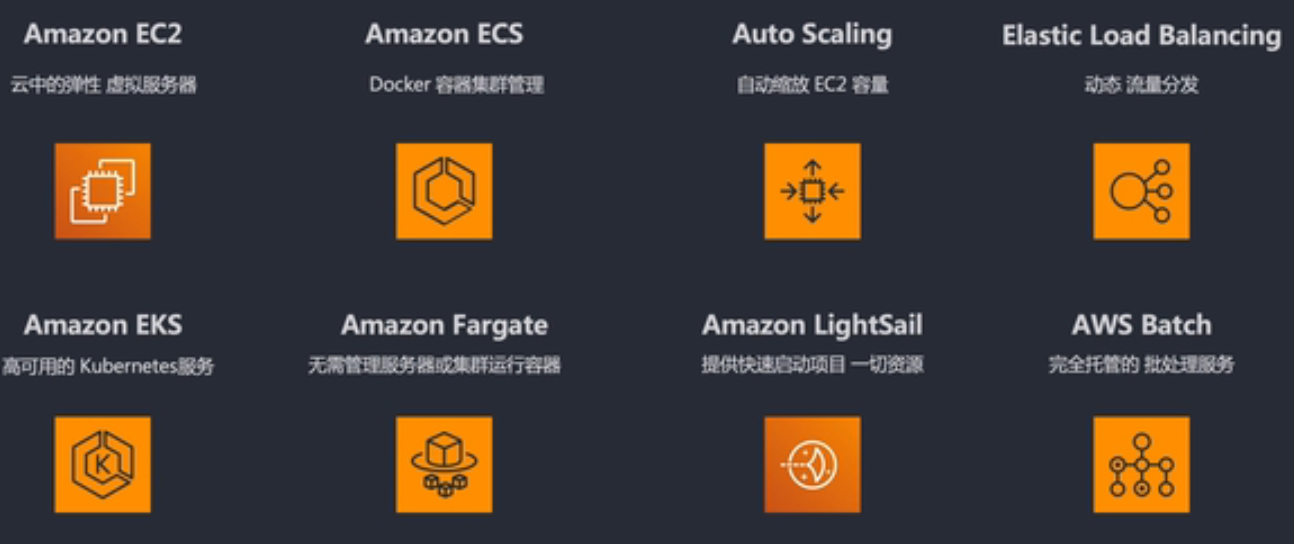 Amazon EC2
Amazon ECS
Auto Scaling
Elastic Load Balancing
云中的弹性 虚拟服务器
Docker 容器集群管理
自动缩放 EC2 容量
动态 流量分发
Amazon EKS
Amazon Fargate
Amazon LightSail
AWS Batch
高可用的 Kubernetes服务
无需管理服务器或集群运行容器
提供快速启动项目 一切资源
完全托管的 批处理服务
K